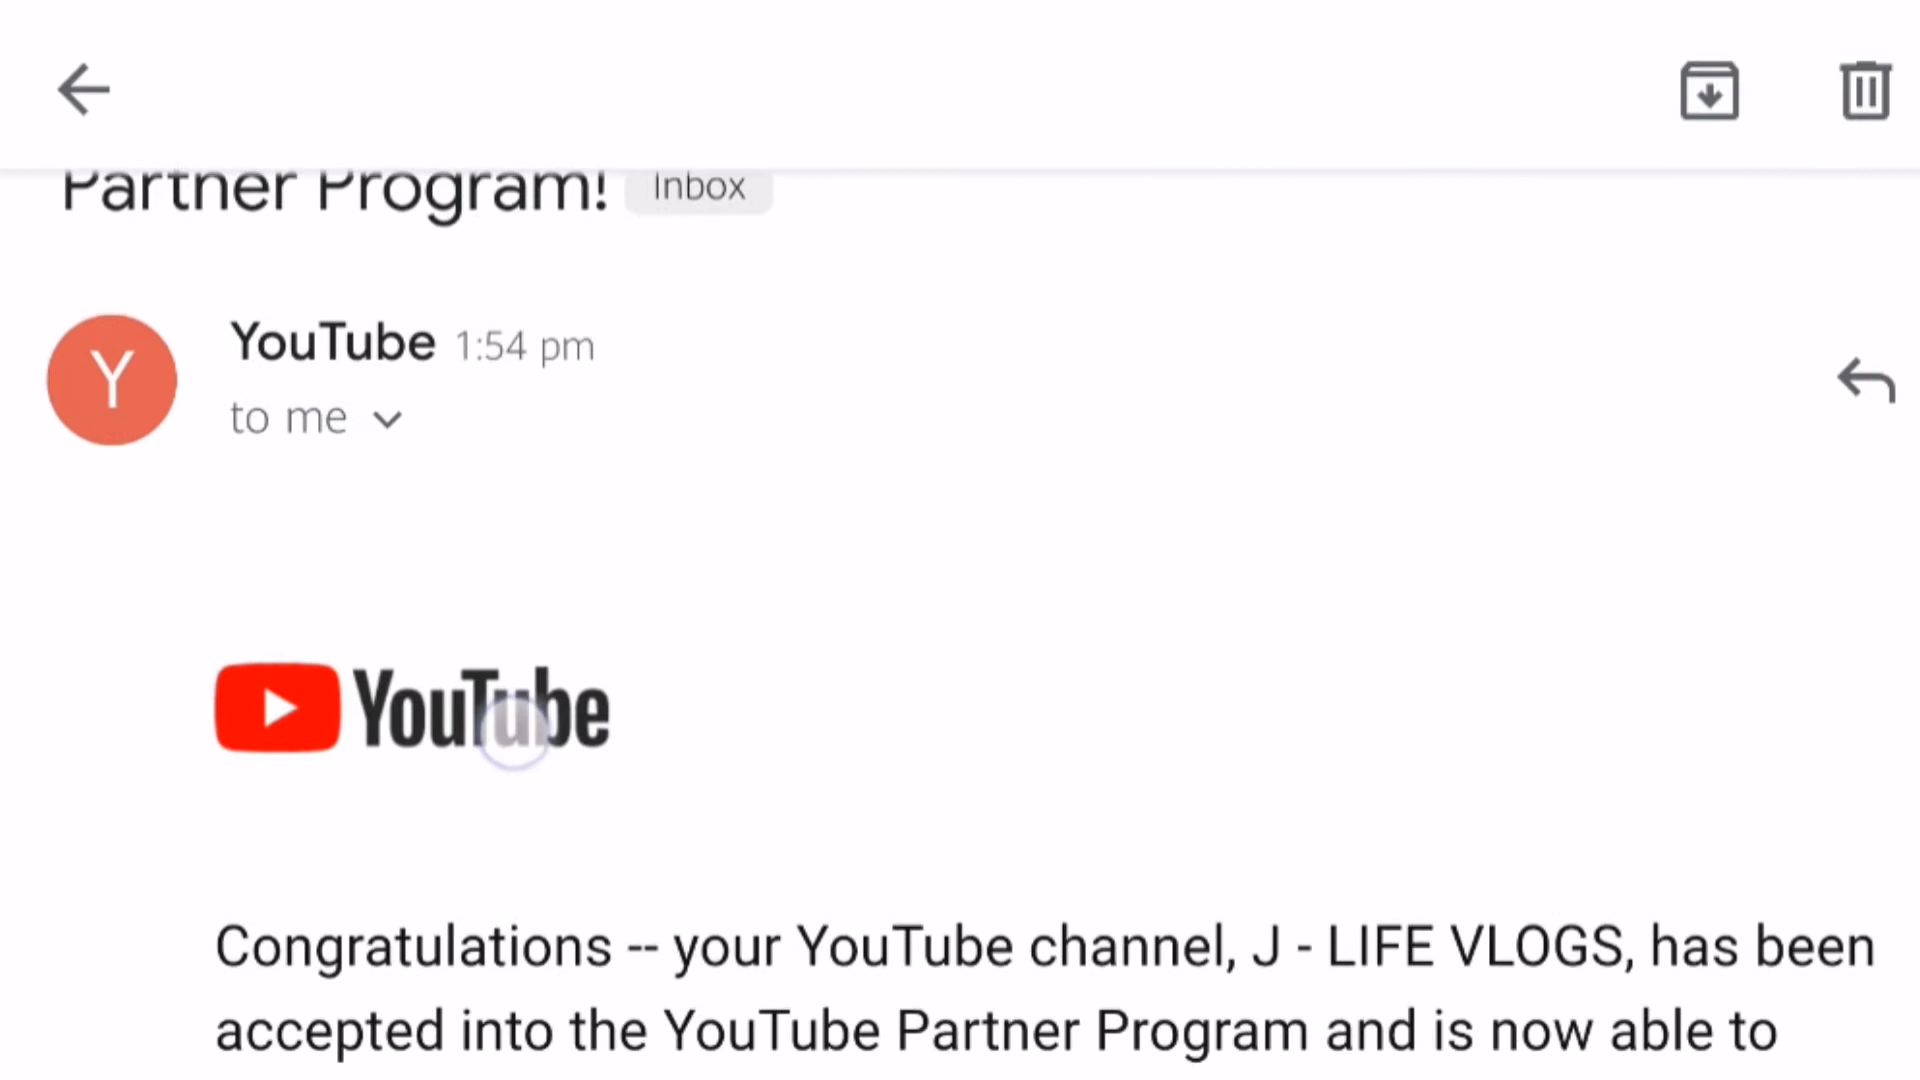 Partner Program! Inbox
Y
YouTube 1:54 pm
to me
YouTube
Congratulations -- your YouTube channel, J - LIFE VLOGS, has been
accepted into the YouTube Partner Program and is now able to